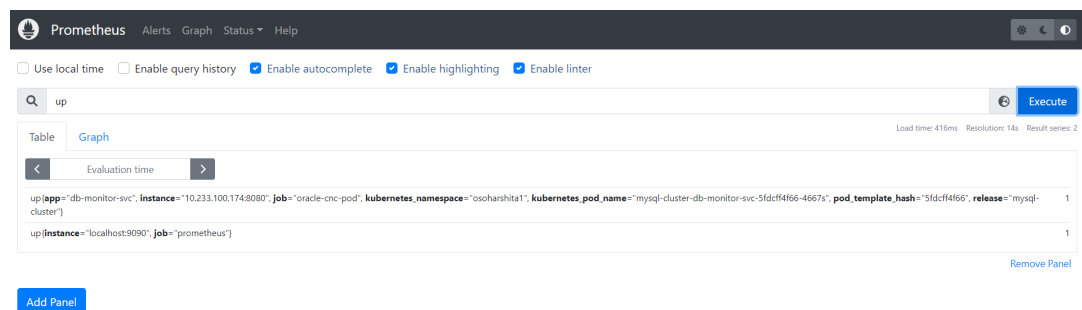 Prometheus Alerts Graph Status Help
Use local time Enable query history Enable autocomplete Enable highlighting Enable linter
up Execute
Load time: 416ms Resolution: 14s Result series: 2
Table Graph
Evaluation time
up{app="db-monitor-svc", instance="10.233.100.174:8080", job="oracle-cnc-pod", kubernetes_namespace="osoharshita1", kubernetes_pod_name="mysql-cluster-db-monitor-svc-5fdcff4f66-4667s", pod_template_hash="5fdcff4f66", release="mysql- 1
cluster"}
up{instance="localhost:9090", job="prometheus"} 1
Remove Panel
Add Panel